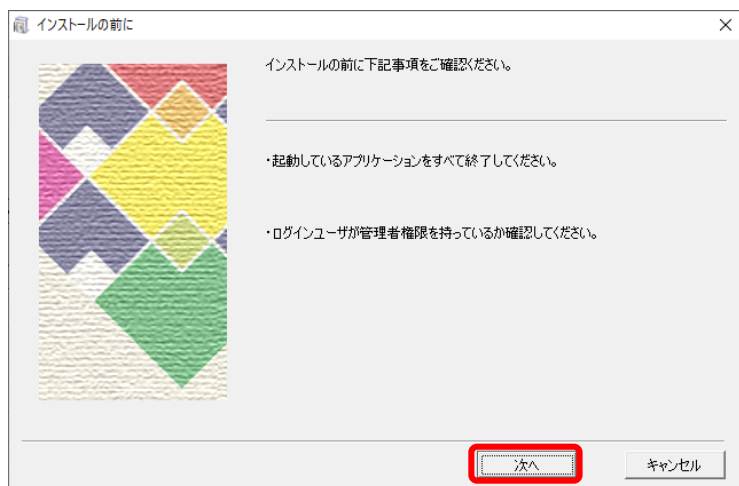 インストールの前に
インストールの前に下記事項をご確認ください。
・起動しているアプリケーションをすべて終了してください。
・ログインユーザが管理者権限を持っているか確認してください。
次へ
キャンセル